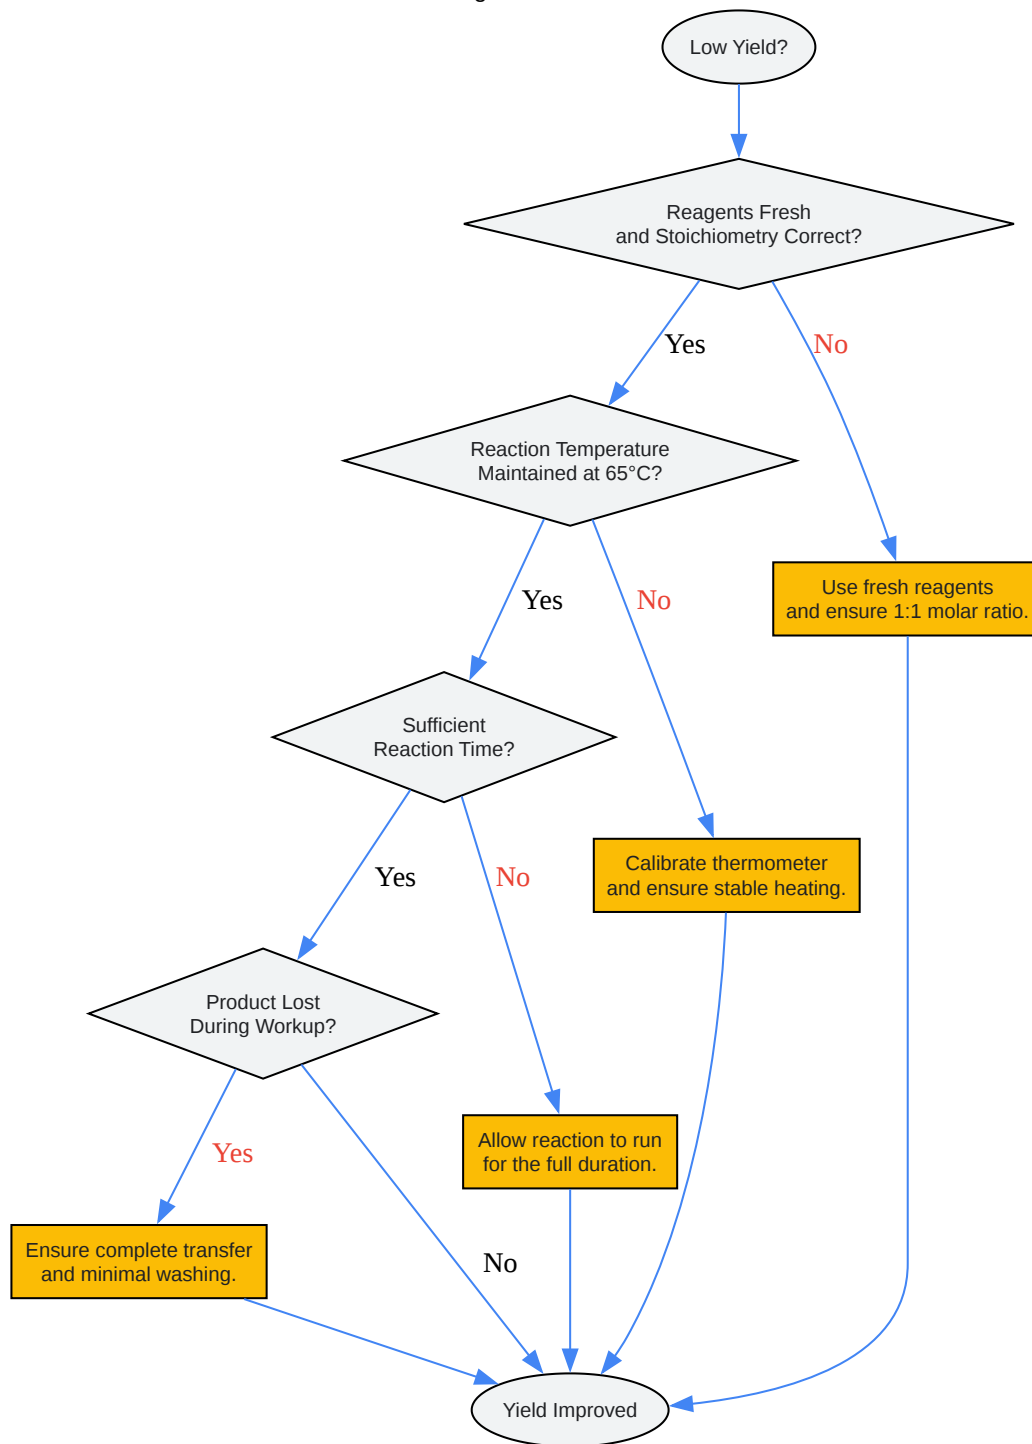 Low Yield?
Reagents Fresh
and Stoichiometry Correct?
Yes
No
Reaction Temperature
Maintained at 65°C?
Yes
No
Use fresh reagents
and ensure 1:1 molar ratio.
Sufficient
Reaction Time?
Yes
No
Calibrate thermometer
and ensure stable heating.
Product Lost
During Workup?
Yes
No
Allow reaction to run
for the full duration.
Ensure complete transfer
and minimal washing.
Yield Improved